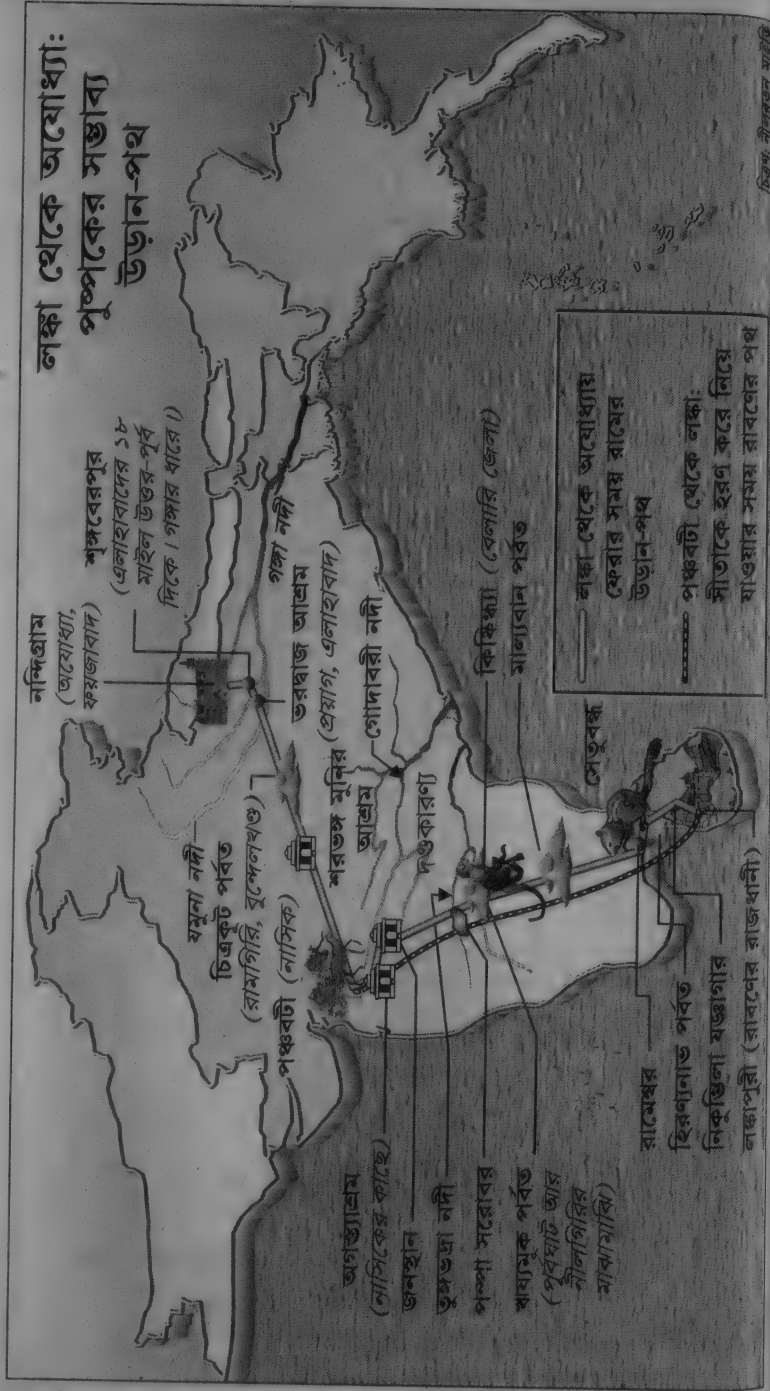 লঙ্কা থেকে অযোধ্যা:
পুষ্পকের সম্ভাব্য
উড়ান-পথ
নন্দিগ্রাম
(অযোধ্যা,
ফয়জাবাদ)
শৃঙ্গবেরপুর
(এলাহাবাদের ১৮
মাইল উত্তর-পূর্ব
দিকে। গঙ্গার ধারে।)
যমুনা নদী
চিত্রকূট পর্বত
(রামগিরি, বুন্দেলখণ্ড)
পঞ্চবটী (নাসিক)
গঙ্গা নদী
ভরদ্বাজ আশ্রম
(প্রয়াগ, এলাহাবাদ)
শরভঙ্গ মুনির
আশ্রম
গোদাবরী নদী
দণ্ডকারণ্য
কিষ্কিন্ধ্যা (বেলারি জেলা)
মাল্যবান পর্বত
অগস্ত্যাশ্রম
(নাসিকের কাছে)
জনস্থান
তুঙ্গভদ্রা নদী
পম্পা সরোবর
ঋষ্যমূক পর্বত
(পূর্বঘাট আর
নীলগিরির
মাঝামাঝি)
সেতুবন্ধ
রামেশ্বর
হিরণ্যনাভ পর্বত
নিকুম্ভিলা যজ্ঞাগার
লঙ্কাপুরী (রাবণের রাজধানী)
লঙ্কা থেকে অযোধ্যায়
ফেরার সময় রামের
উড়ান-পথ
পঞ্চবটী থেকে লঙ্কা:
সীতাকে হরণ করে নিয়ে
যাওয়ার সময় রাবণের পথ